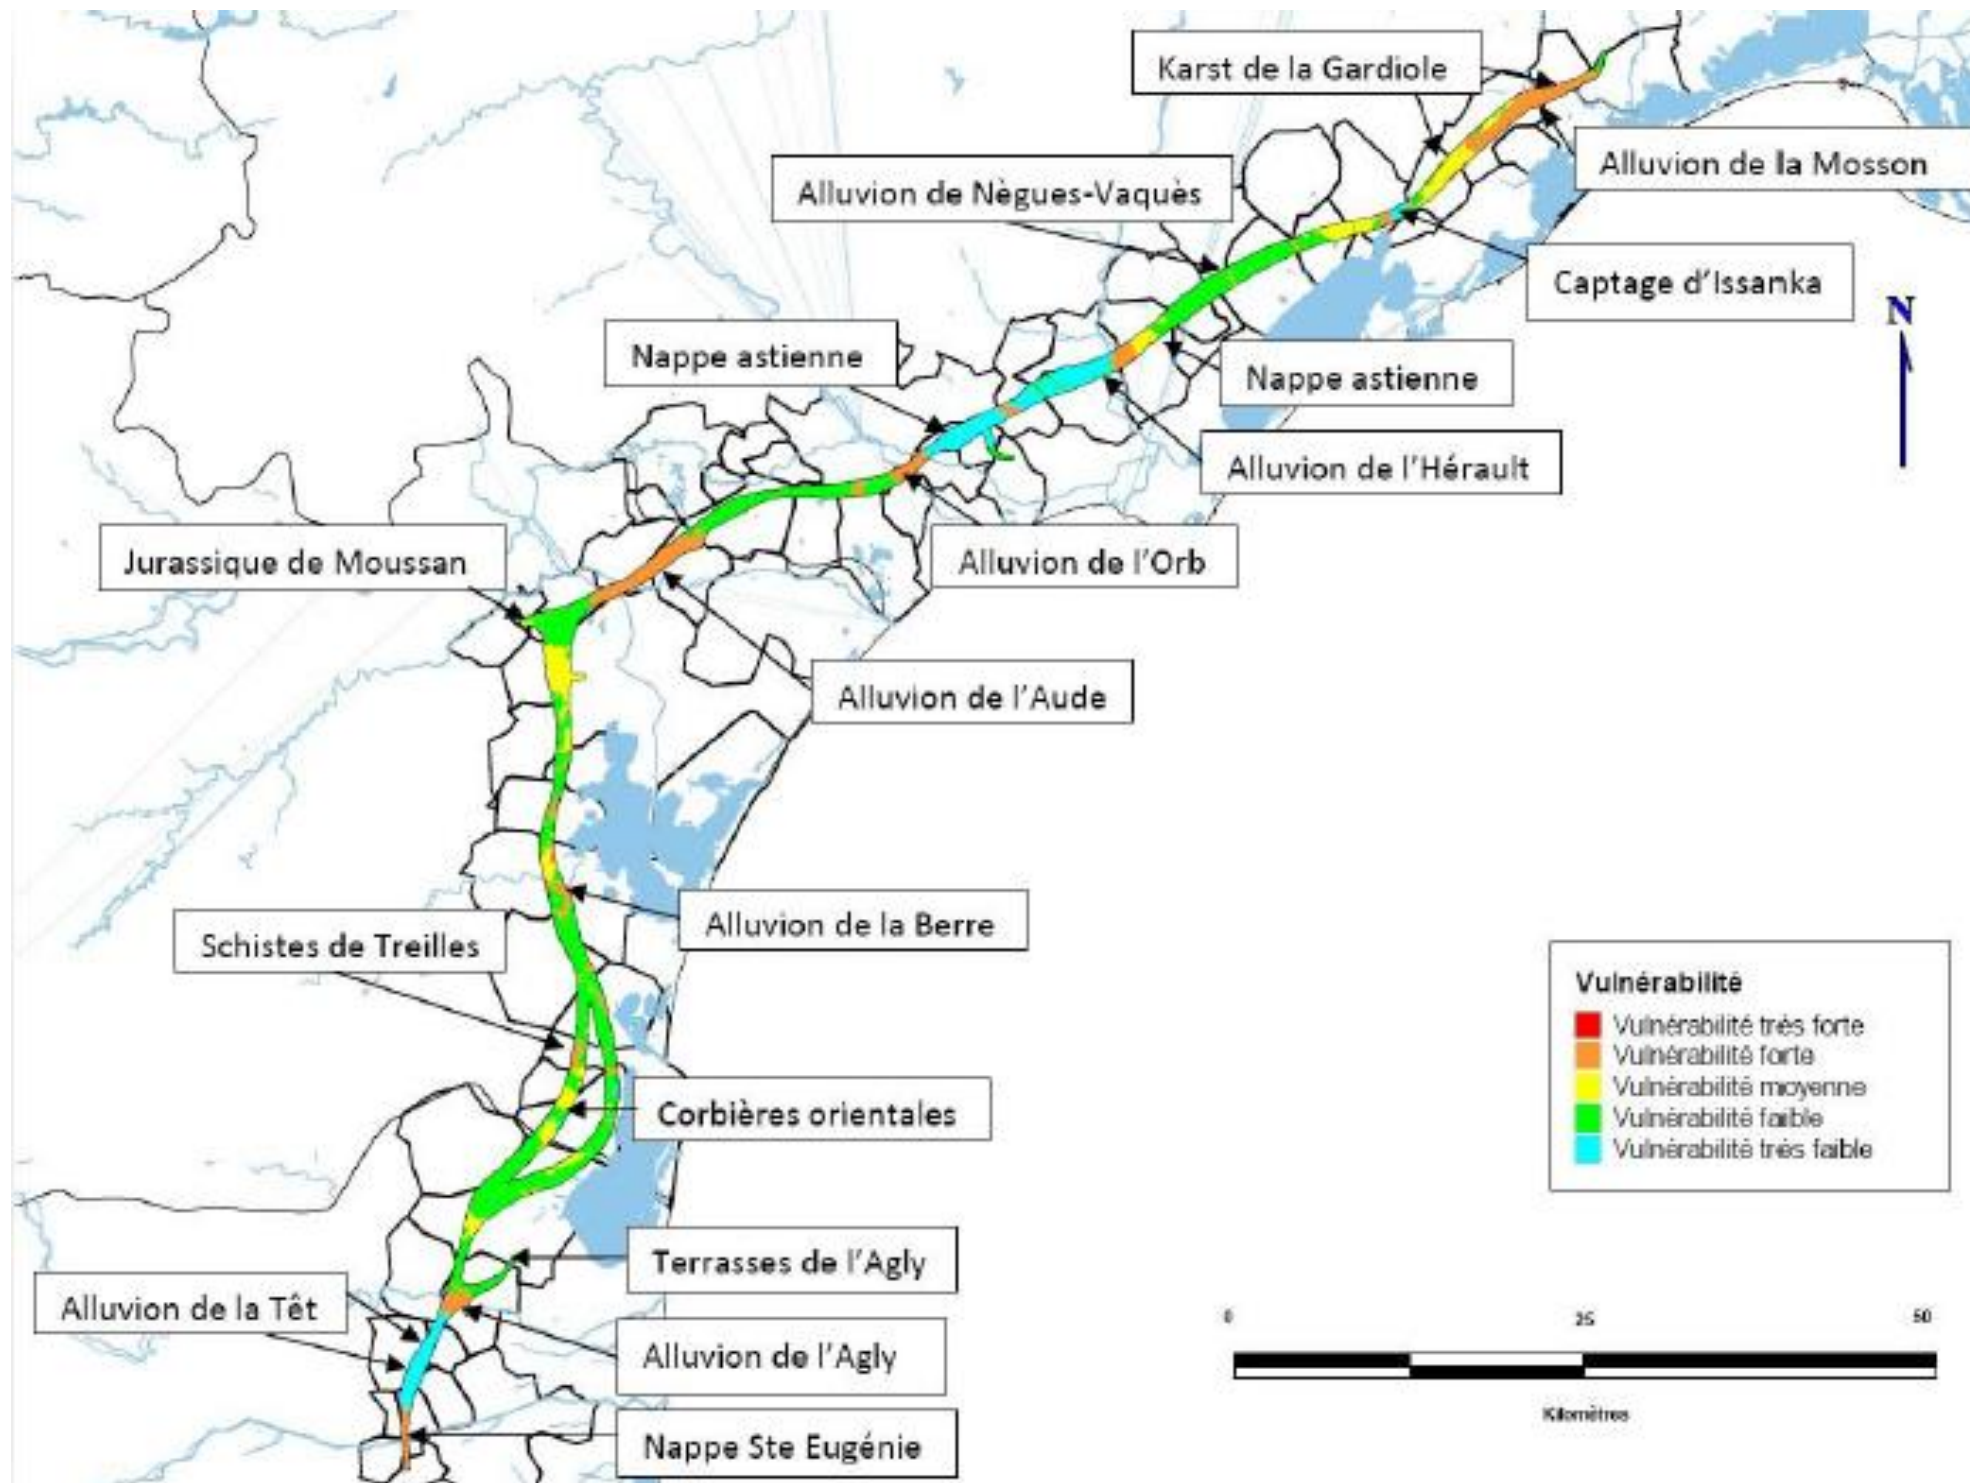 Karst de la Gardiole
Alluvion de la Mosson
Alluvion de Nègues-Vaquès
Captage d'Issanka
N
Nappe astienne
Nappe astienne
Alluvion de l'Hérault
Jurassique de Moussan
Alluvion de l'Orb
Alluvion de l'Aude
Alluvion de la Berre
Schistes de Treilles
Vulnérabilité
Vulnérabilité très forte
Vulnérabilité forte
Vulnérabilité moyenne
Vulnérabilité faible
Vulnérabilité très faible
Corbières orientales
Terrasses de l'Agly
Alluvion de la Têt
Alluvion de l'Agly
Nappe Ste Eugénie
0 25 50
Kilomètres